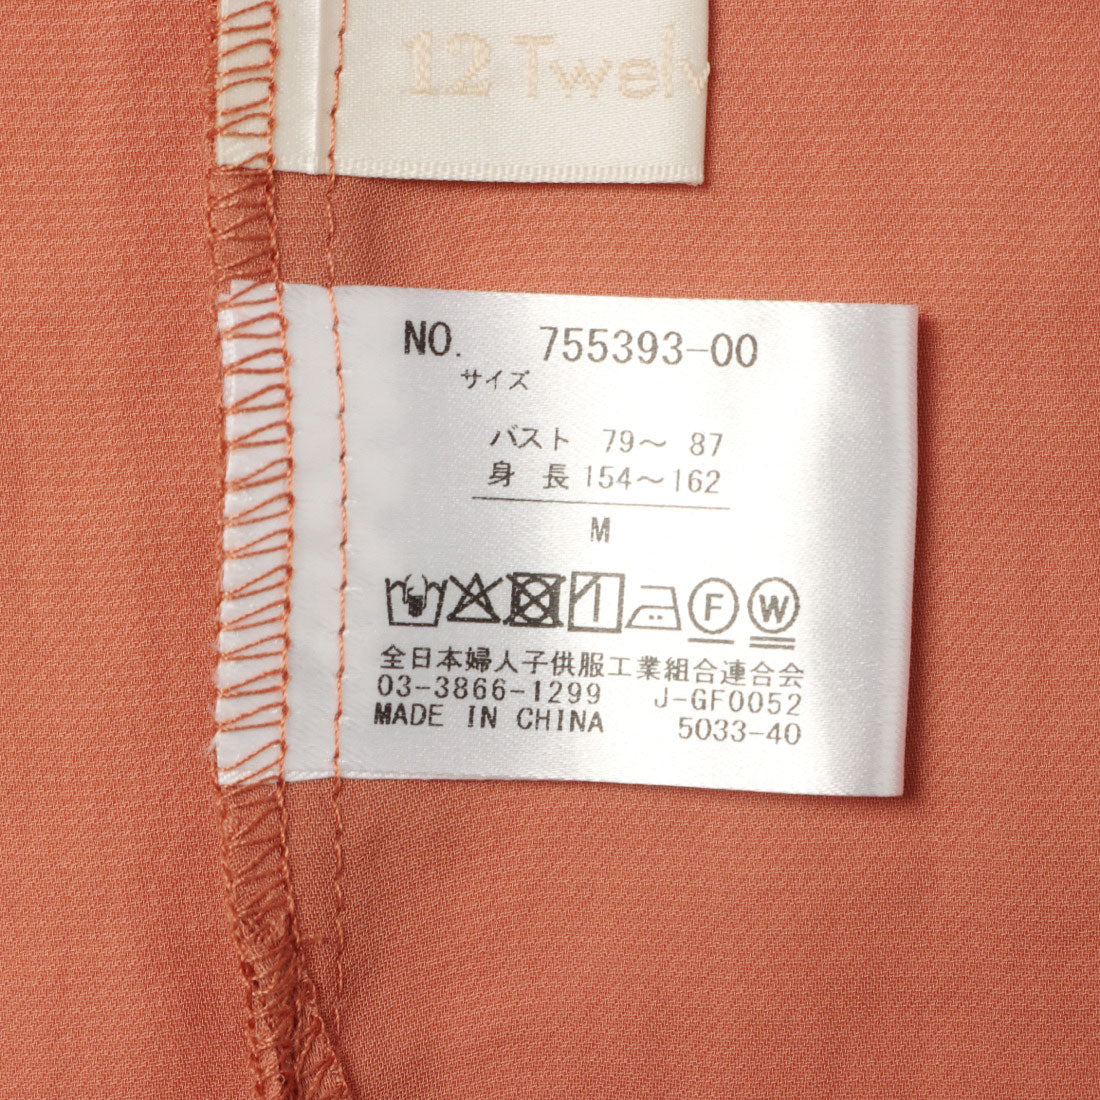 12 Twelv
NO. 755393-00
サイズ
バスト 79～ 87
身 長 154～162
M
F W
全日本婦人子供服工業組合連合会
03-3866-1299 J-GF0052
MADE IN CHINA 5033-40